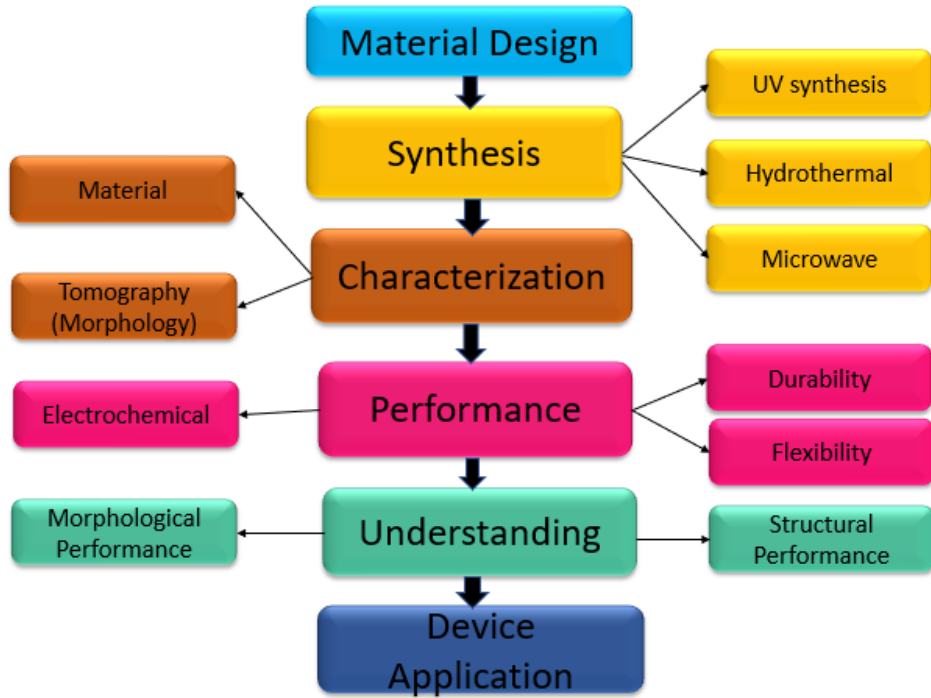 Material Design
Synthesis
UV synthesis
Hydrothermal
Microwave
Material
Characterization
Tomography
(Morphology)
Electrochemical
Performance
Durability
Flexibility
Morphological
Performance
Understanding
Structural
Performance
Device
Application